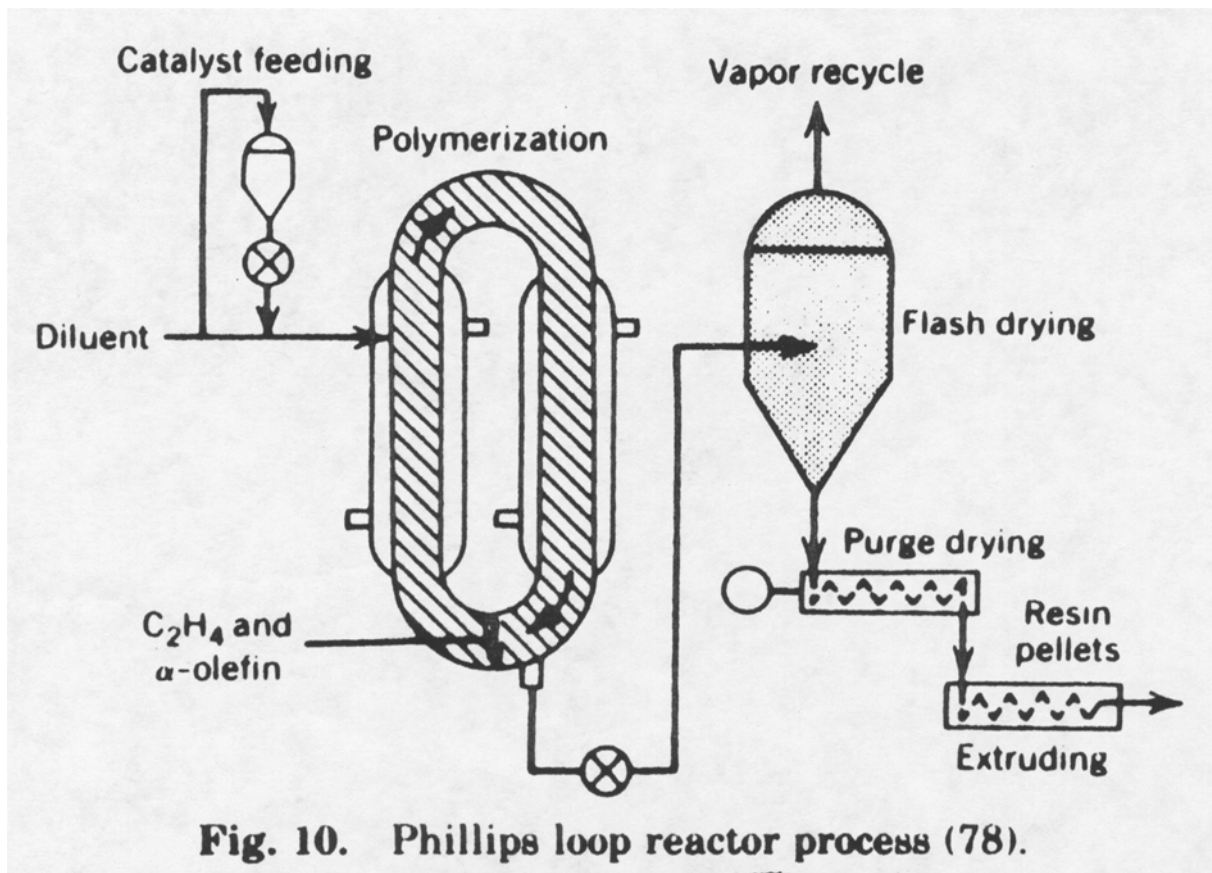 Catalyst feeding
Polymerization
Vapor recycle
Diluent
Flash drying
Purge drying
C₂H₄ and
α-olefin
Resin
pellets
Extruding
Fig. 10. Phillips loop reactor process (78).